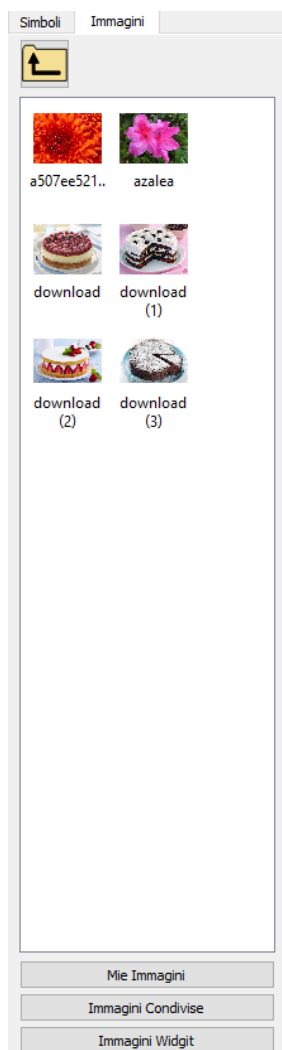 Simboli Immagini
a507ee521.. azalea
download download
(1)
download download
(2) (3)
Mie Immagini
Immagini Condivise
Immagini Widgit